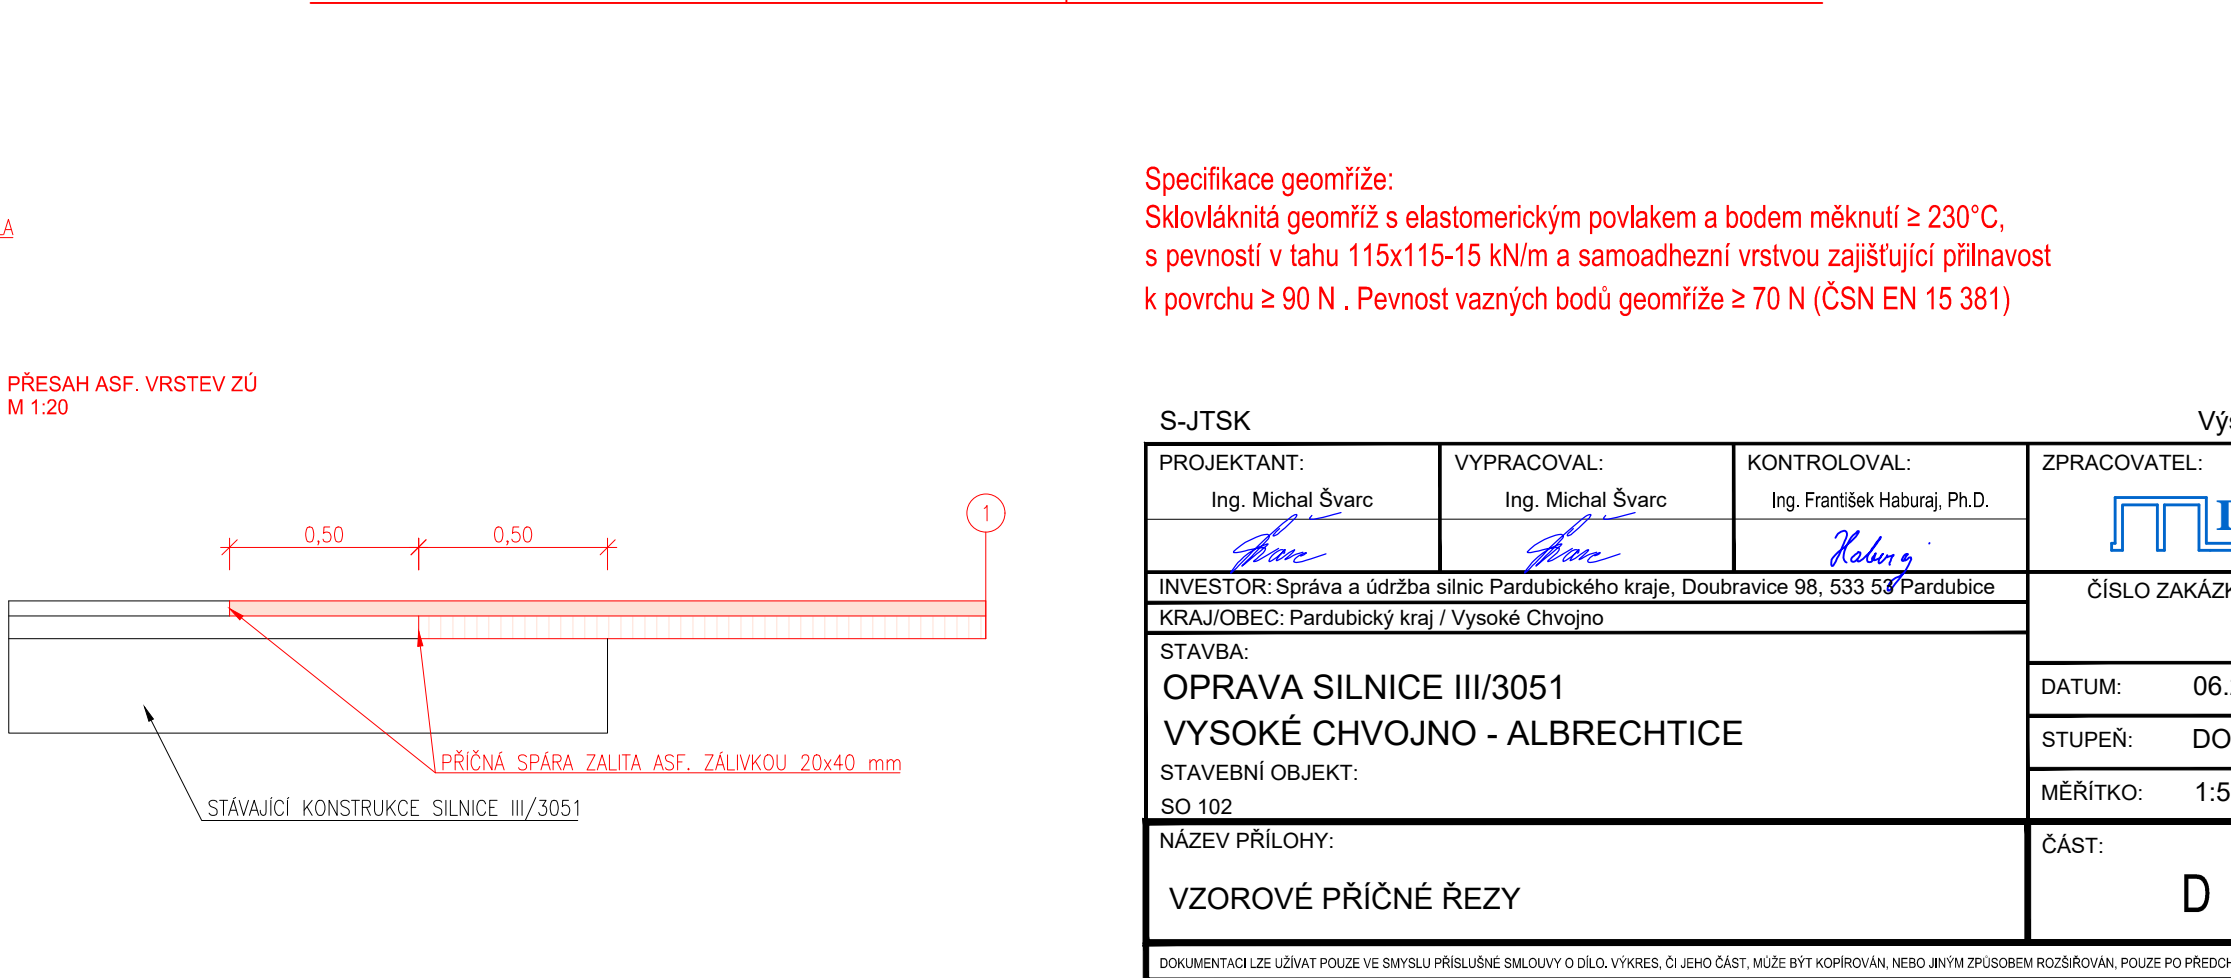 Specifikace geomříže:
Sklovláknitá geomříž s elastomerickým povlakem a bodem měknutí ≥ 230°C,
s pevností v tahu 115x115-15 kN/m a samoadhezní vrstvou zajišťující přilnavost
k povrchu ≥ 90 N . Pevnost vazných bodů geomříže ≥ 70 N (ČSN EN 15 381)
PŘESAH ASF. VRSTEV ZÚ
M 1:20
0,50
0,50
1
PŘÍČNÁ SPÁRA ZALITA ASF. ZÁLIVKOU 20x40 mm
STÁVAJÍCÍ KONSTRUKCE SILNICE III/3051
S-JTSK
PROJEKTANT:
Ing. Michal Švarc
VYPRACOVAL:
Ing. Michal Švarc
KONTROLOVAL:
Ing. František Haburaj, Ph.D.
ZPRACOVATEL:
INVESTOR: Správa a údržba silnic Pardubického kraje, Doubravice 98, 533 53 Pardubice
KRAJ/OBEC: Pardubický kraj / Vysoké Chvojno
ČÍSLO ZAKÁZK
STAVBA:
OPRAVA SILNICE III/3051
VYSOKÉ CHVOJNO - ALBRECHTICE
STAVEBNÍ OBJEKT:
SO 102
DATUM: 06.
STUPEŇ: DO
MĚŘÍTKO: 1:5
NÁZEV PŘÍLOHY:
VZOROVÉ PŘÍČNÉ ŘEZY
ČÁST:
D
DOKUMENTACI LZE UŽÍVAT POUZE VE SMYSLU PŘÍSLUŠNÉ SMLOUVY O DÍLO. VÝKRES, ČI JEHO ČÁST, MŮŽE BÝT KOPÍROVÁN, NEBO JINÝM ZPŮSOBEM ROZŠIŘOVÁN, POUZE PO PŘEDCH